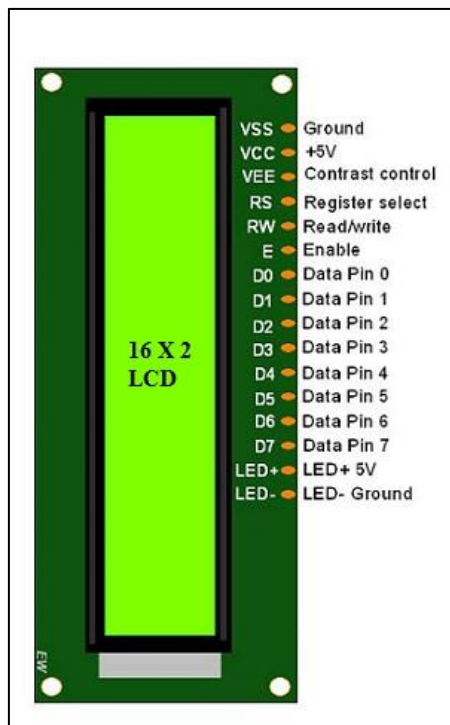 VSS Ground
VCC +5V
VEE Contrast control
RS Register select
RW Read/write
E Enable
D0 Data Pin 0
D1 Data Pin 1
D2 Data Pin 2
D3 Data Pin 3
D4 Data Pin 4
D5 Data Pin 5
D6 Data Pin 6
D7 Data Pin 7
LED+ LED+ 5V
LED- LED- Ground
16 X 2
LCD
EW